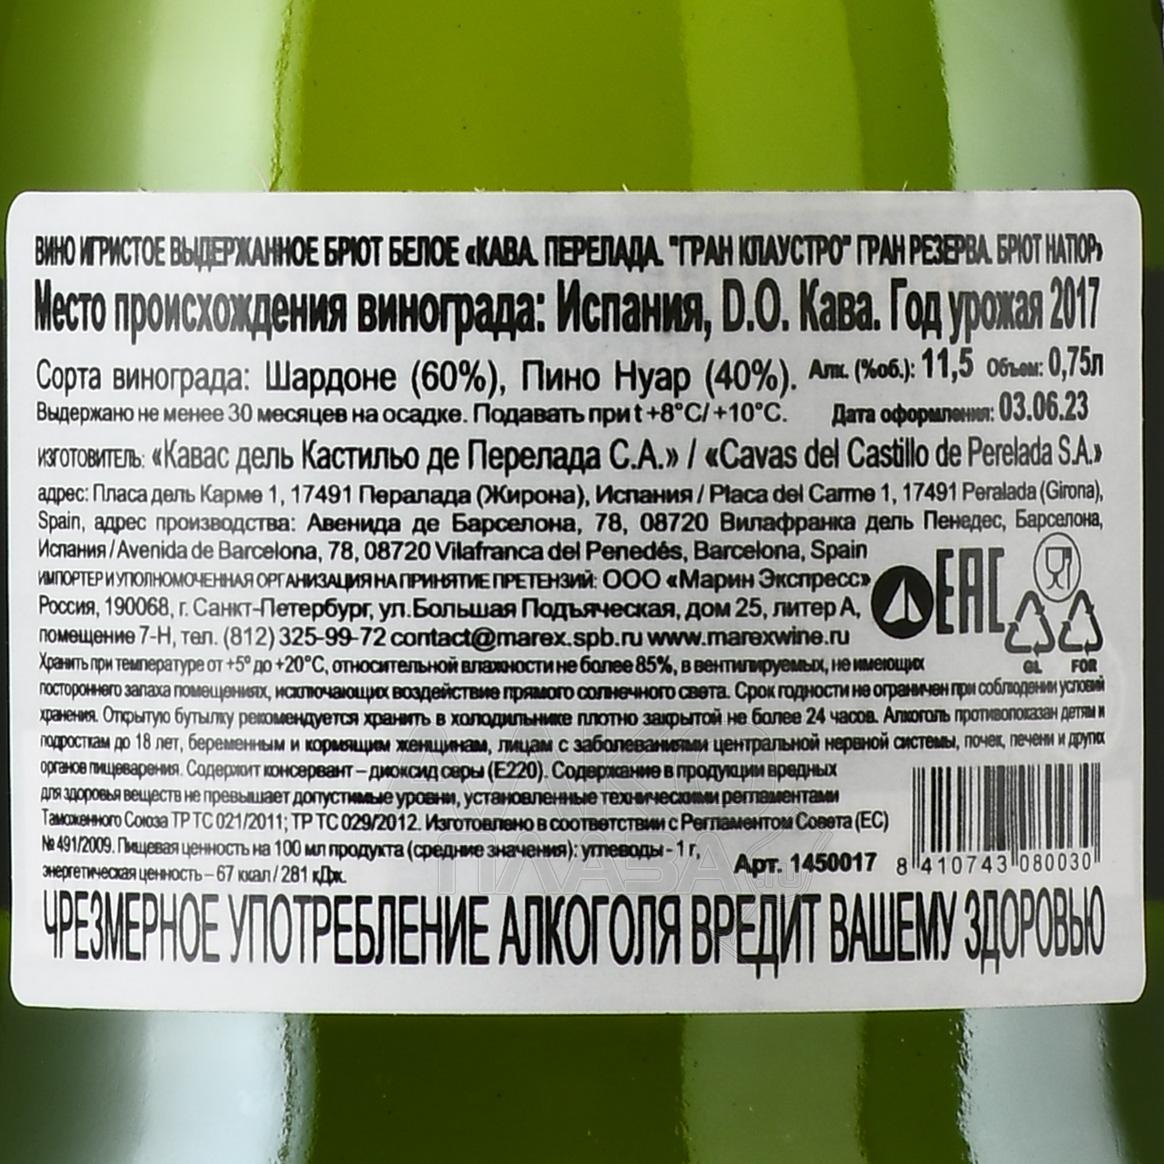 ВИНО ИГРИСТОЕ ВЫДЕРЖАННОЕ БРЮТ БЕЛОЕ «КАВА. ПЕРЕЛАДА. "ГРАН КЛАУСТРО" ГРАН РЕЗЕРВА. БРЮТ НАТЮР»
Место происхождения винограда: Испания, D.O. Кава. Год урожая 2017
Сорта винограда: Шардоне (60%), Пино Нуар (40%). Алк. (%об.): 11,5 Объем: 0,75л
Выдержано не менее 30 месяцев на осадке. Подавать при t +8°C/ +10°C. Дата оформления: 03.06.23
ИЗГОТОВИТЕЛЬ: «Кавас дель Кастильо де Перелада С.А.» / «Cavas del Castillo de Perelada S.A.»
адрес: Пласа дель Карме 1, 17491 Пералада (Жирона), Испания / Placa del Carme 1, 17491 Peralada (Girona),
Spain, адрес производства: Авенида де Барселона, 78, 08720 Вилафранка дель Пенедес, Барселона,
Испания / Avenida de Barcelona, 78, 08720 Vilafranca del Penedés, Barcelona, Spain
ИМПОРТЕР И УПОЛНОМОЧЕННАЯ ОРГАНИЗАЦИЯ НА ПРИНЯТИЕ ПРЕТЕНЗИЙ: ООО «Марин Экспресс»
Россия, 190068, г. Санкт-Петербург, ул.Большая Подъяческая, дом 25, литер А,
помещение 7-Н, тел. (812) 325-99-72 contact@marex.spb.ru www.marexwine.ru
EAC
GL FOR
Хранить при температуре от +5° до +20°C, относительной влажности не более 85%, в вентилируемых, не имеющих
постороннего запаха помещениях, исключающих воздействие прямого солнечного света. Срок годности не ограничен при соблюдении условий
хранения. Открытую бутылку рекомендуется хранить в холодильнике плотно закрытой не более 24 часов. Алкоголь противопоказан детям и
подросткам до 18 лет, беременным и кормящим женщинам, лицам с заболеваниями центральной нервной системы, почек, печени и других
органов пищеварения. Содержит консервант – диоксид серы (E220). Содержание в продукции вредных
для здоровья веществ не превышает допустимые уровни, установленные техническими регламентами
Таможенного Союза ТР ТС 021/2011; ТР ТС 029/2012. Изготовлено в соответствии с Регламентом Совета (ЕС)
№ 491/2009. Пищевая ценность на 100 мл продукта (средние значения): углеводы - 1 г,
энергетическая ценность – 67 ккал / 281 кДж.
Арт. 1450017
8 410743 080030
ЧРЕЗМЕРНОЕ УПОТРЕБЛЕНИЕ АЛКОГОЛЯ ВРЕДИТ ВАШЕМУ ЗДОРОВЬЮ